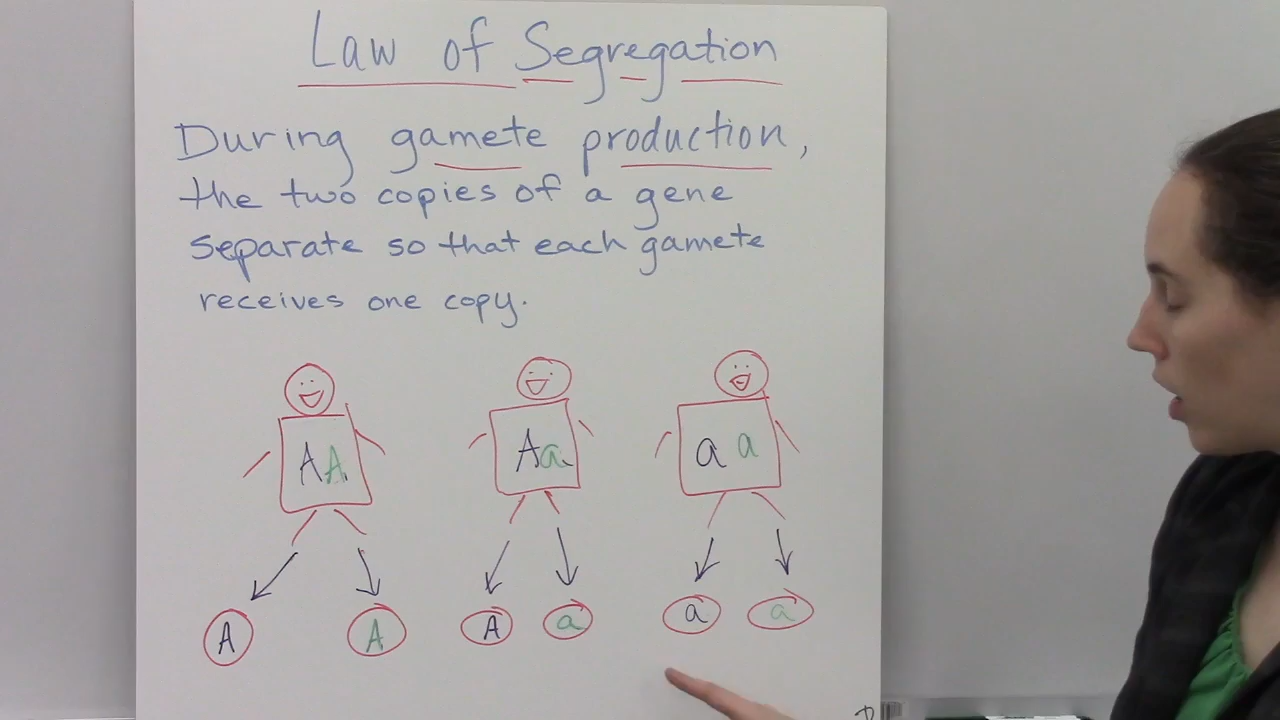 Law of Segregation
During gamete production,
the two copies of a gene
separate so that each gamete
receives one copy.
AA Aa aa
A A A a a a